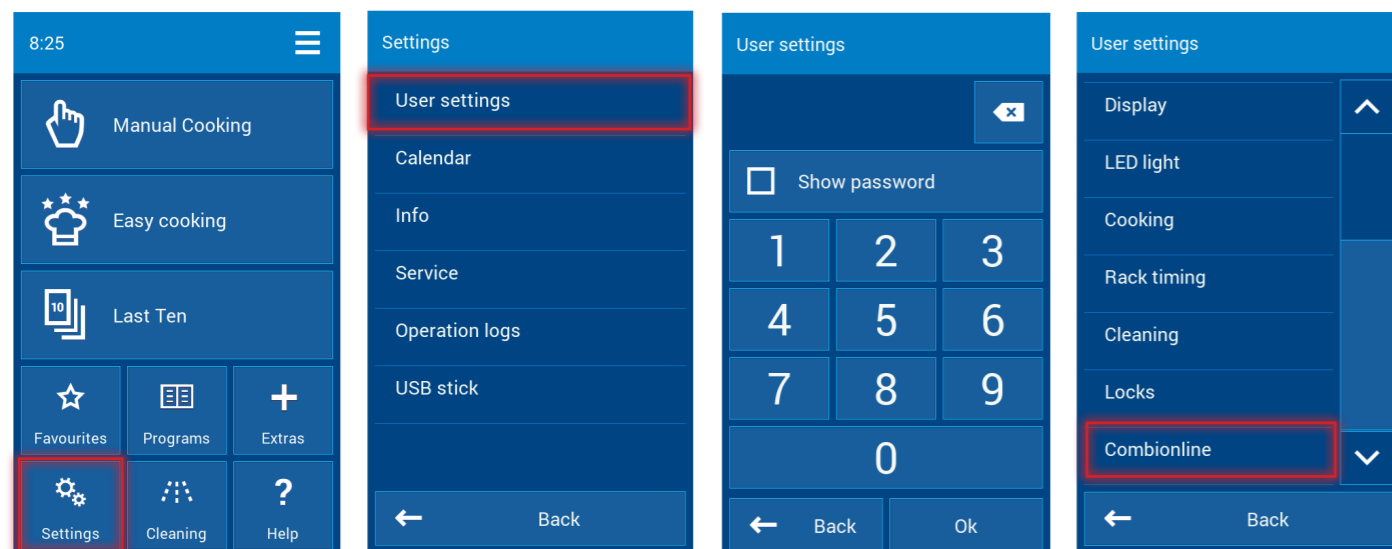 8:25
Manual Cooking
Easy cooking
10
Last Ten
Favourites Programs Extras
Settings Cleaning Help
Settings
User settings
Calendar
Info
Service
Operation logs
USB stick
Back
User settings
Show password
1 2 3
4 5 6
7 8 9
0
Back Ok
User settings
Display
LED light
Cooking
Rack timing
Cleaning
Locks
Combionline
Back